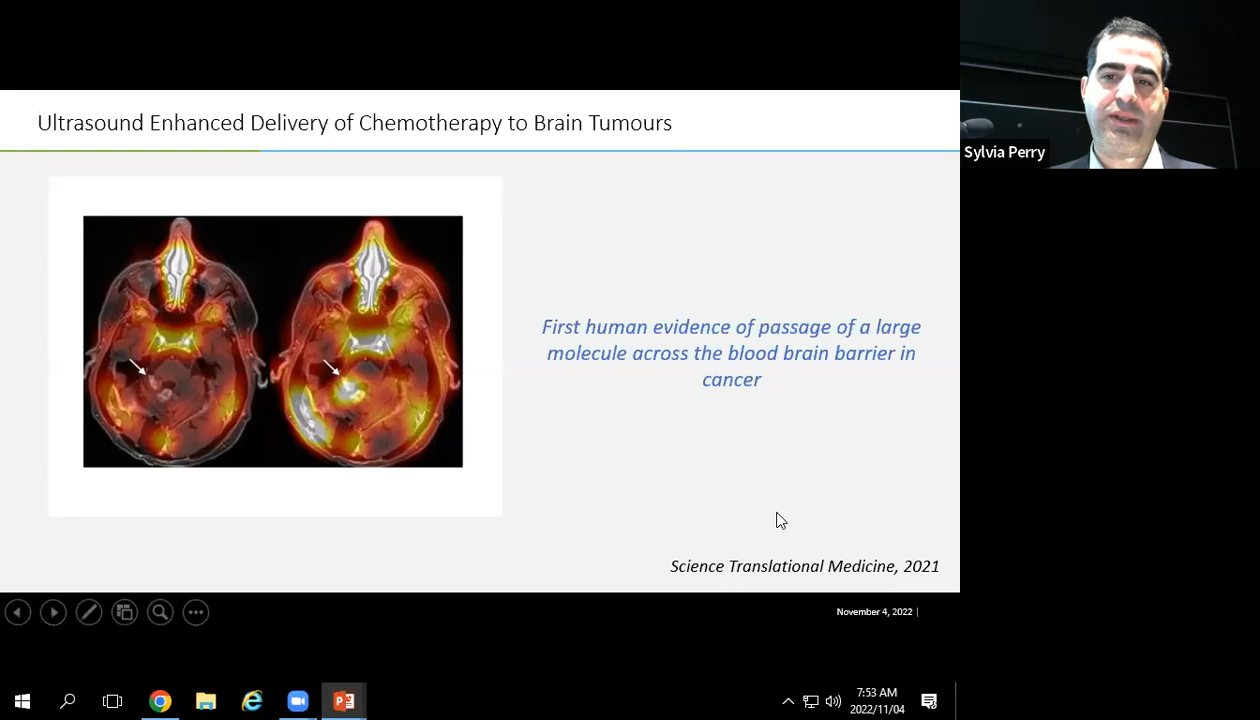 Ultrasound Enhanced Delivery of Chemotherapy to Brain Tumours
Sylvia Perry
First human evidence of passage of a large
molecule across the blood brain barrier in
cancer
Science Translational Medicine, 2021
November 4, 2022 |
7:53 AM
2022/11/04